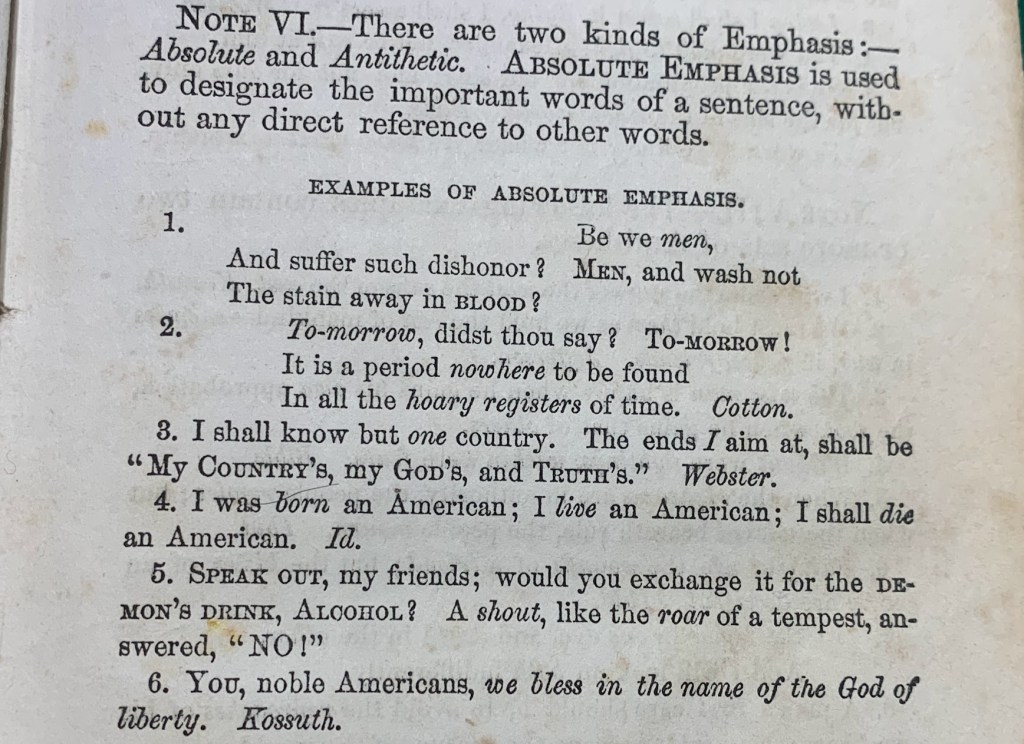 NOTE VI.—There are two kinds of Emphasis:—
Absolute and Antithetic. ABSOLUTE EMPHASIS is used
to designate the important words of a sentence, with-
out any direct reference to other words.
EXAMPLES OF ABSOLUTE EMPHASIS.
1. Be we men,
And suffer such dishonor? MEN, and wash not
The stain away in BLOOD?
2. To-morrow, didst thou say? TO-MORROW!
It is a period nowhere to be found
In all the hoary registers of time. Cotton.
3. I shall know but one country. The ends I aim at, shall be
“MY COUNTRY'S, my GOD'S, and TRUTH'S.” Webster.
4. I was born an American; I live an American; I shall die
an American. Id.
5. SPEAK OUT, my friends; would you exchange it for the DE-
MON'S DRINK, ALCOHOL? A shout, like the roar of a tempest, an-
swered, “NO!”
6. YOU, noble Americans, we bless in the name of the God of
liberty. Kossuth.